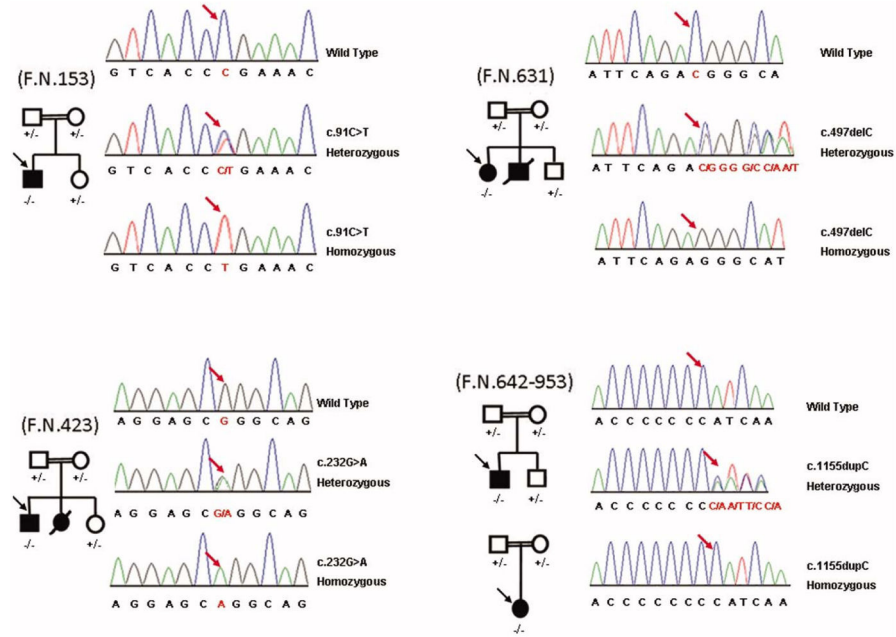 (F.N.153)
+/- +/-
-/- +/-
Wild Type
G T C A C C C G A A A C
c.91C>T
Heterozygous
G T C A C C C/T G A A A C
c.91C>T
Homozygous
G T C A C C T G A A A C
(F.N.631)
+/- +/-
-/- +/-
Wild Type
A T T C A G A C G G G C A
c.497delC
Heterozygous
A T T C A G A C/G G G G/C C/A A/T
c.497delC
Homozygous
A T T C A G A G G G C A T
(F.N.423)
+/- +/-
-/- +/-
Wild Type
A G G A G C G G G C A G
c.232G>A
Heterozygous
A G G A G C G/A G G C A G
c.232G>A
Homozygous
A G G A G C A G G C A G
(F.N.642-953)
+/- +/-
-/- +/-
+/- +/-
-/-
Wild Type
A C C C C C C C A T C A A
c.1155dupC
Heterozygous
A C C C C C C C C/A A/T T/C C/A
c.1155dupC
Homozygous
A C C C C C C C C A T C A A